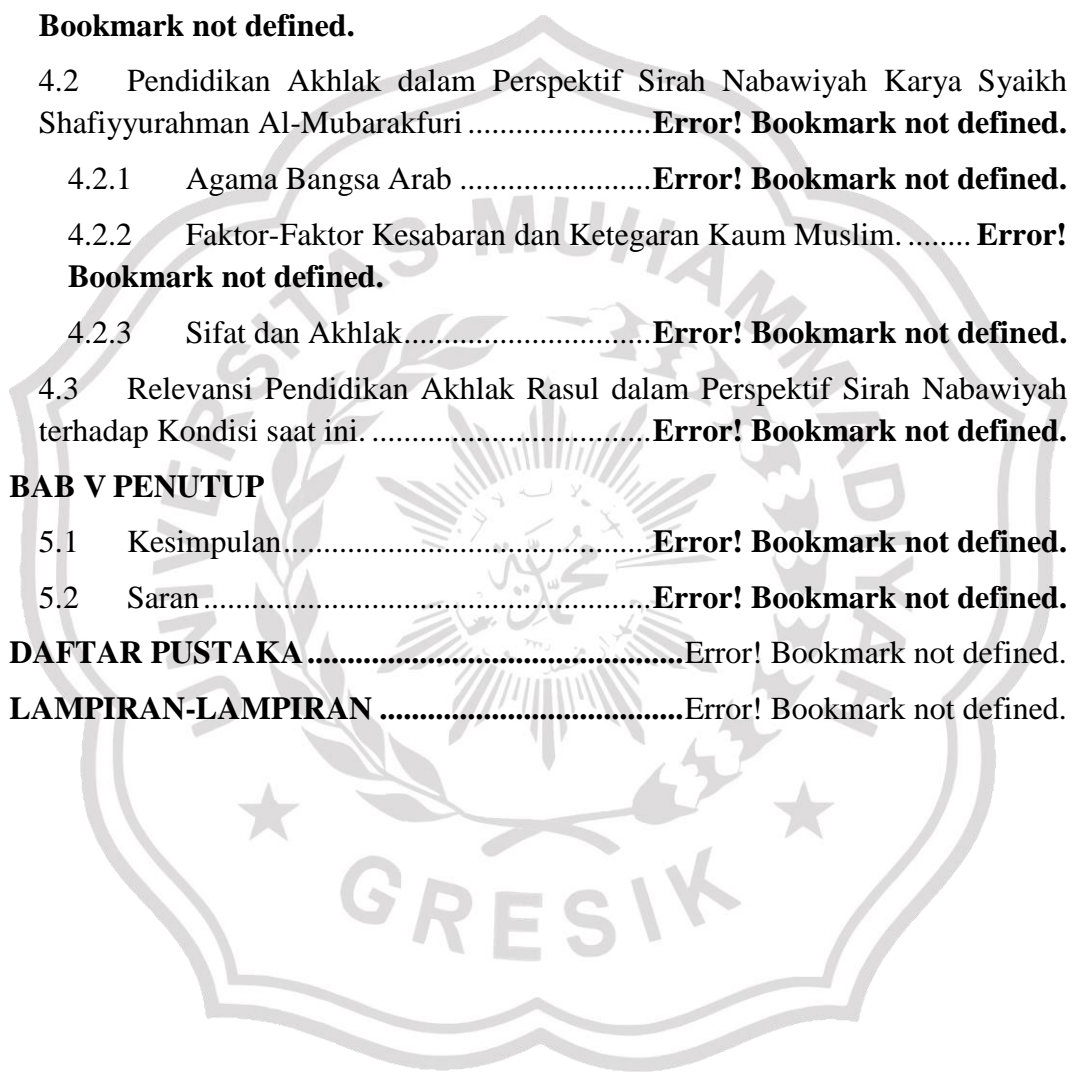 Bookmark not defined.
4.2 Pendidikan Akhlak dalam Perspektif Sirah Nabawiyah Karya Syaikh
Shafiyyurahman Al-Mubarakfuri .......................Error! Bookmark not defined.
4.2.1 Agama Bangsa Arab ........................Error! Bookmark not defined.
4.2.2 Faktor-Faktor Kesabaran dan Ketegaran Kaum Muslim. ........ Error!
Bookmark not defined.
4.2.3 Sifat dan Akhlak...............................Error! Bookmark not defined.
4.3 Relevansi Pendidikan Akhlak Rasul dalam Perspektif Sirah Nabawiyah
terhadap Kondisi saat ini. ...................................Error! Bookmark not defined.
BAB V PENUTUP
5.1 Kesimpulan..............................................Error! Bookmark not defined.
5.2 Saran ........................................................Error! Bookmark not defined.
DAFTAR PUSTAKA ...............................................Error! Bookmark not defined.
LAMPIRAN-LAMPIRAN ......................................Error! Bookmark not defined.
UNIVERSITAS MUHAMMADIYAH
GRESIK